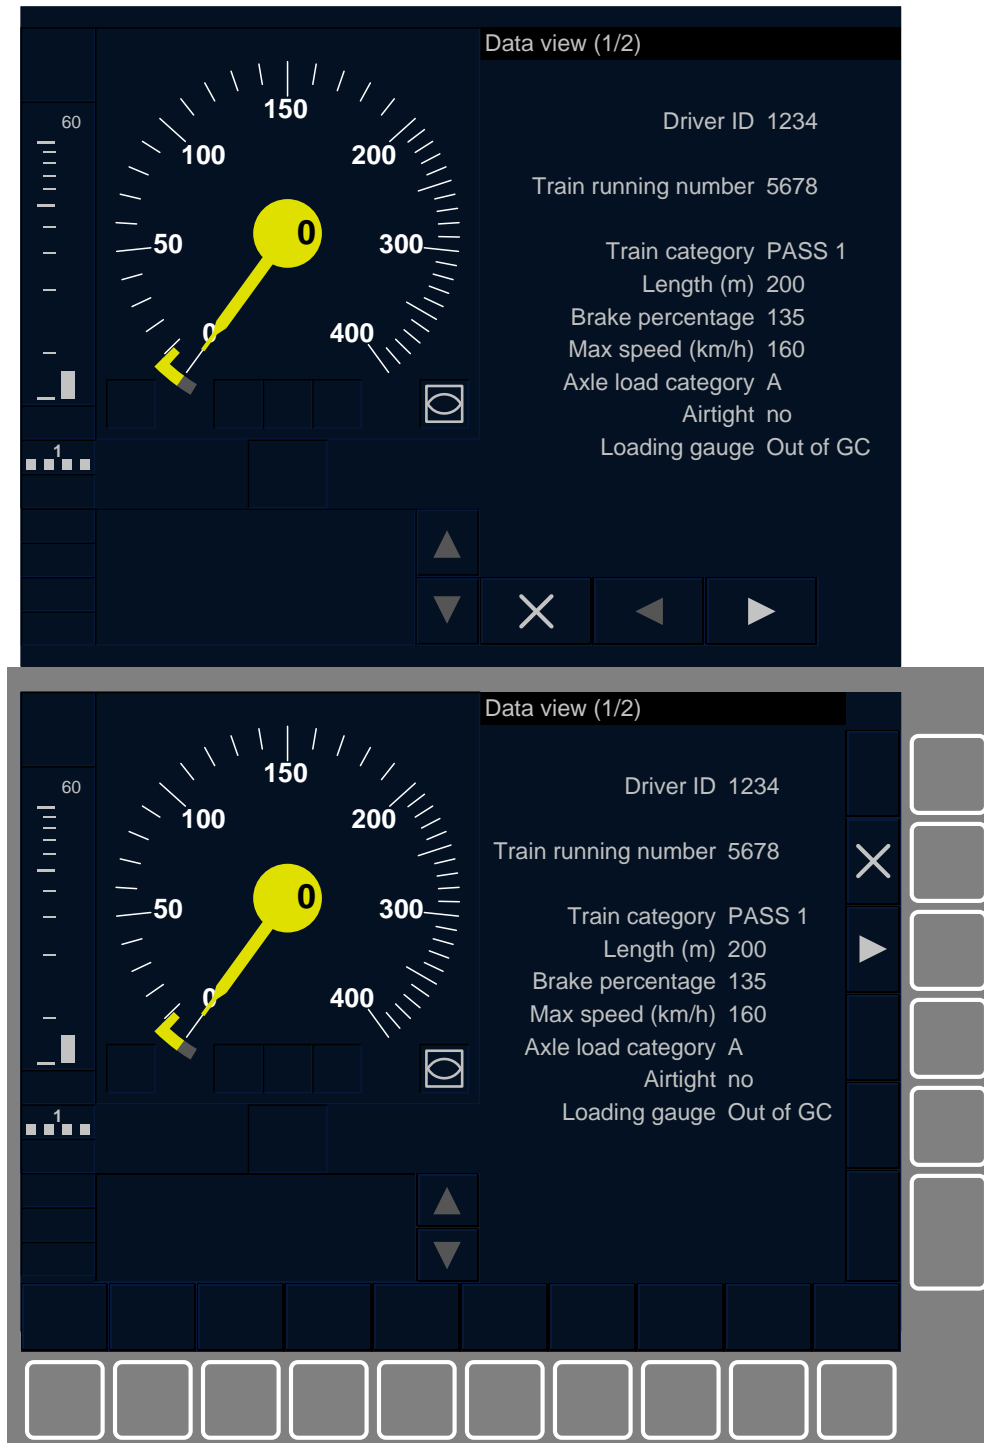 Data view (1/2)
60
150
100
200
50
0
300
0
400
1
Driver ID 1234
Train running number 5678
Train category PASS 1
Length (m) 200
Brake percentage 135
Max speed (km/h) 160
Axle load category A
Airtight no
Loading gauge Out of GC
Data view (1/2)
60
150
100
200
50
0
300
0
400
1
Driver ID 1234
Train running number 5678
Train category PASS 1
Length (m) 200
Brake percentage 135
Max speed (km/h) 160
Axle load category A
Airtight no
Loading gauge Out of GC